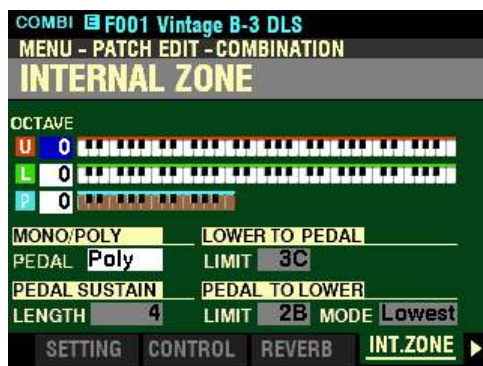 COMBI E F001 Vintage B-3 DLS
MENU - PATCH EDIT - COMBINATION
INTERNAL ZONE
OCTAVE
U 0
L 0
P 0
MONO/POLY LOWER TO PEDAL
PEDAL Poly LIMIT 3C
PEDAL SUSTAIN PEDAL TO LOWER
LENGTH 4 LIMIT 2B MODE Lowest
SETTING CONTROL REVERB INT.ZONE